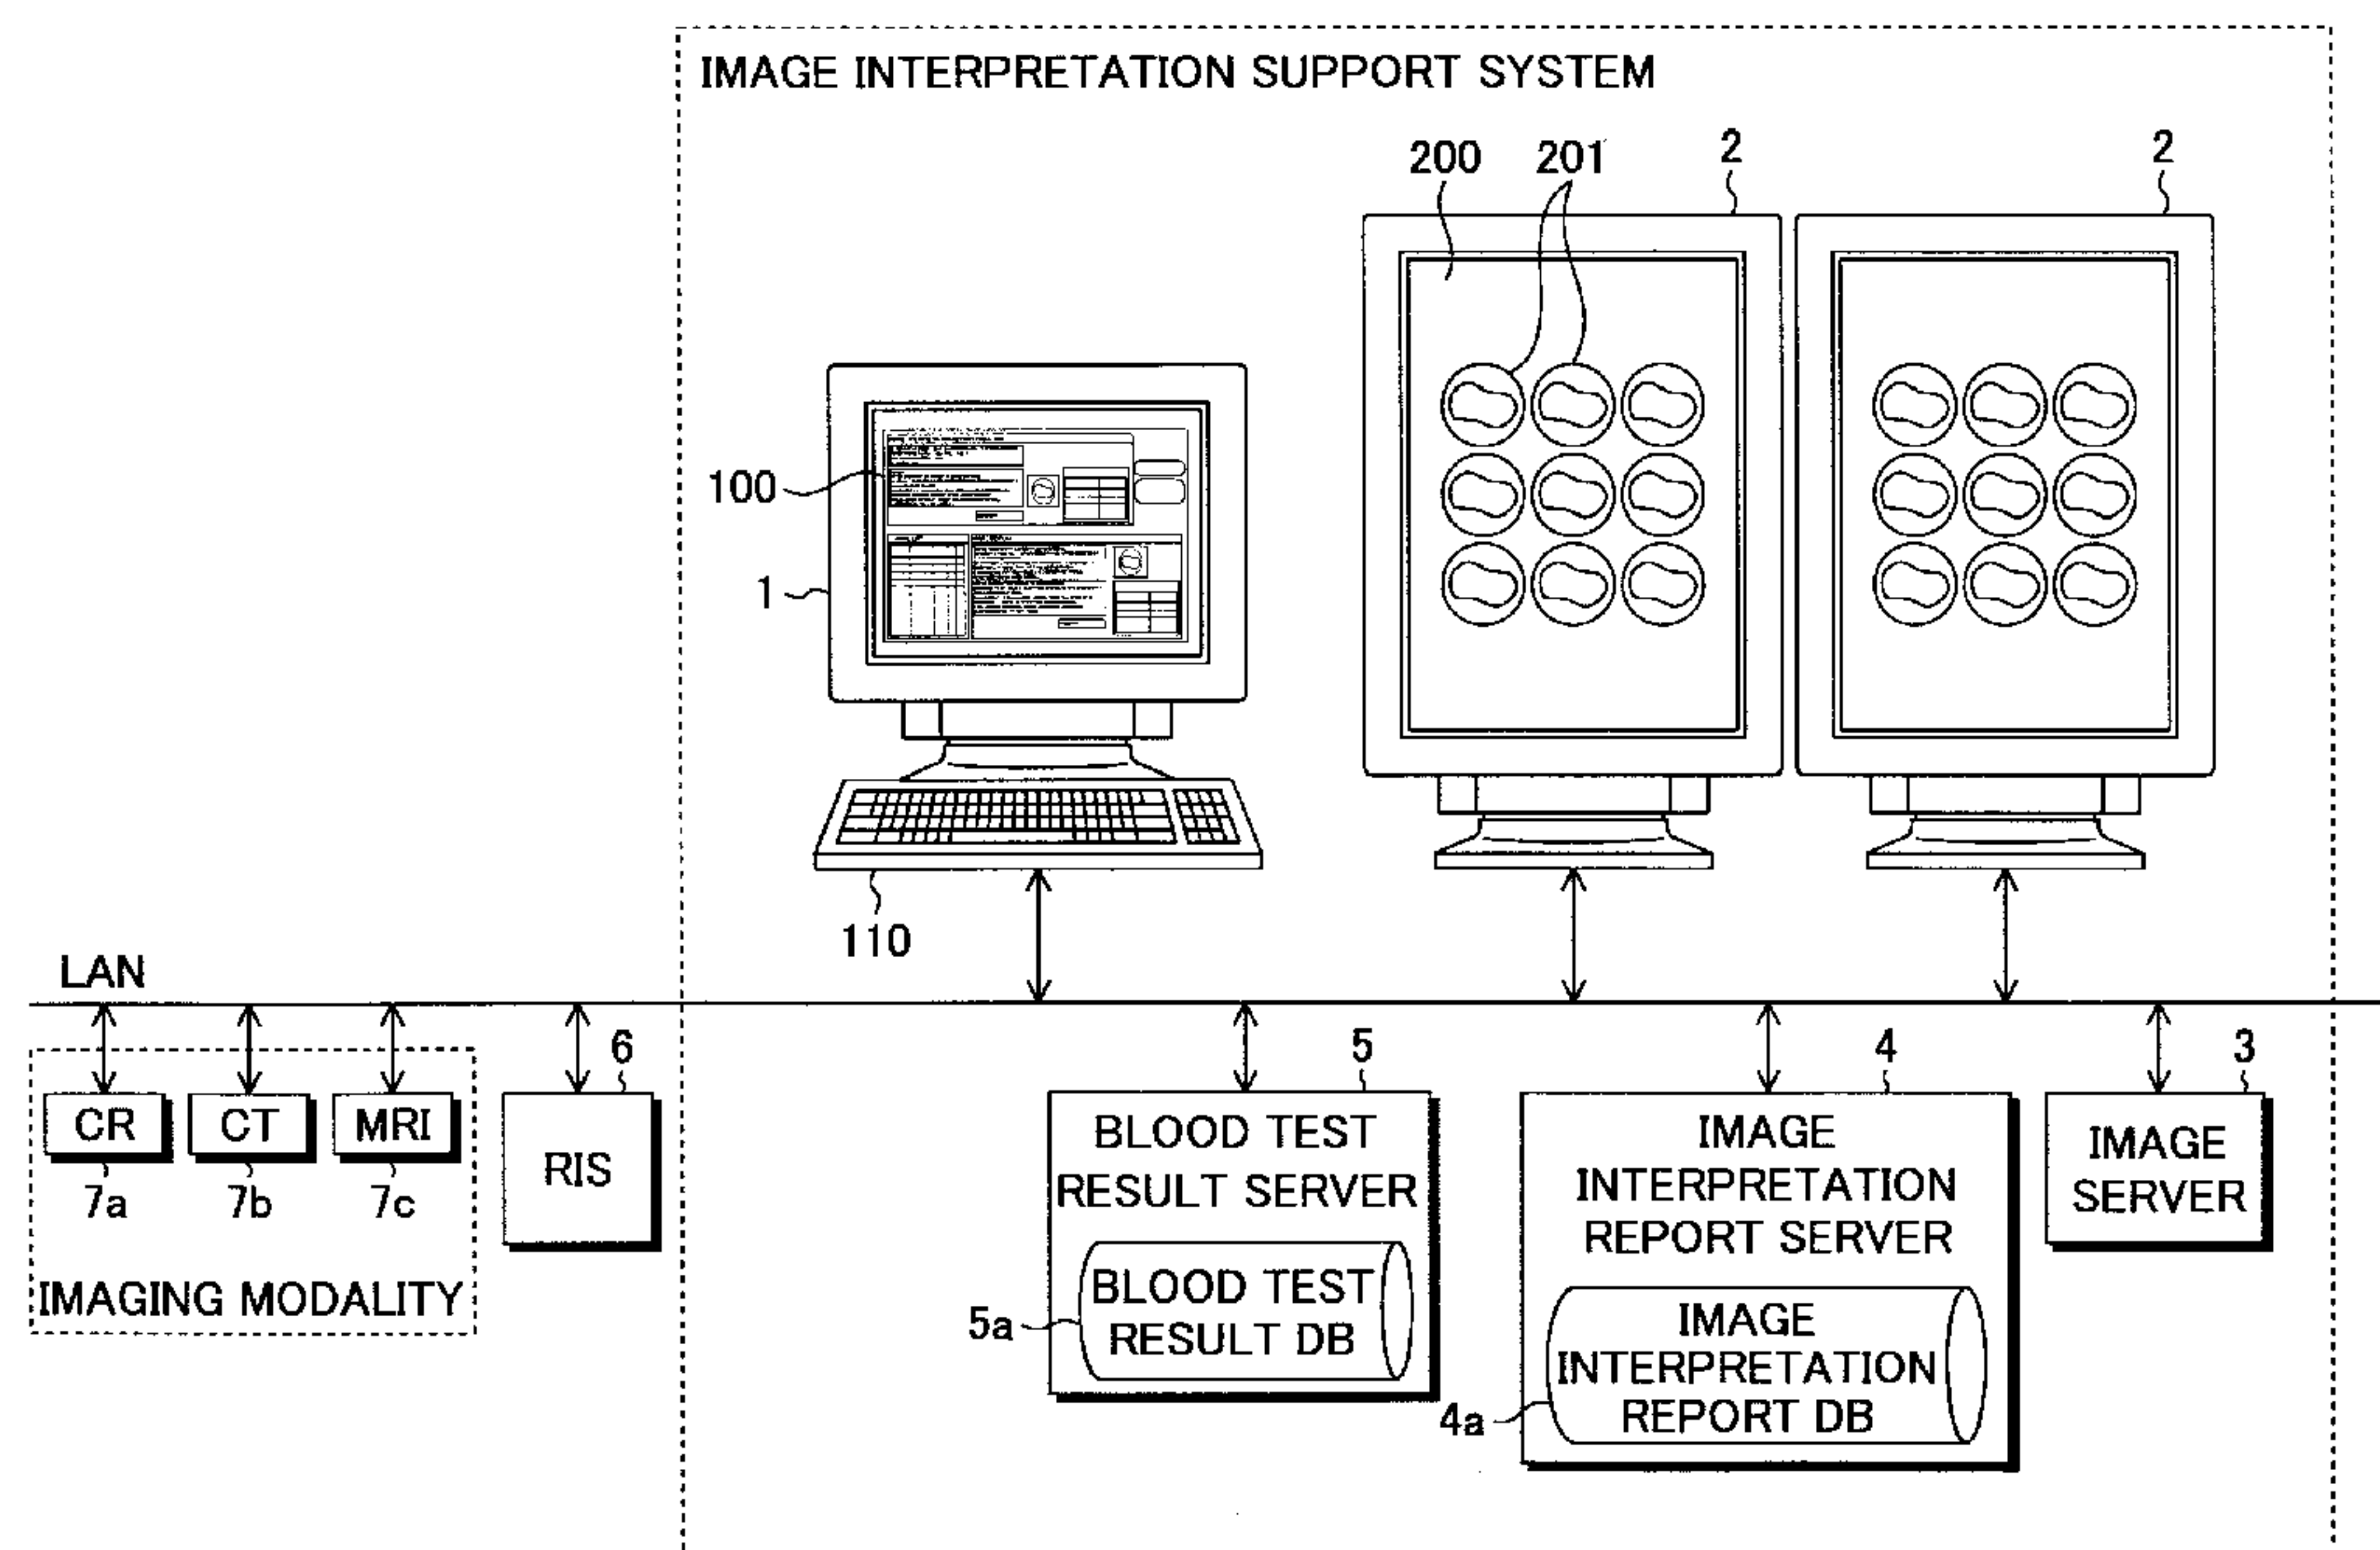 IMAGE INTERPRETATION SUPPORT SYSTEM
200
201
2
2
100
1
110
LAN
CR
7a
CT
7b
MRI
7c
IMAGING MODALITY
6
RIS
5
BLOOD TEST
RESULT SERVER
BLOOD TEST
RESULT DB
5a
4
IMAGE
INTERPRETATION
REPORT SERVER
IMAGE
INTERPRETATION
REPORT DB
4a
3
IMAGE
SERVER